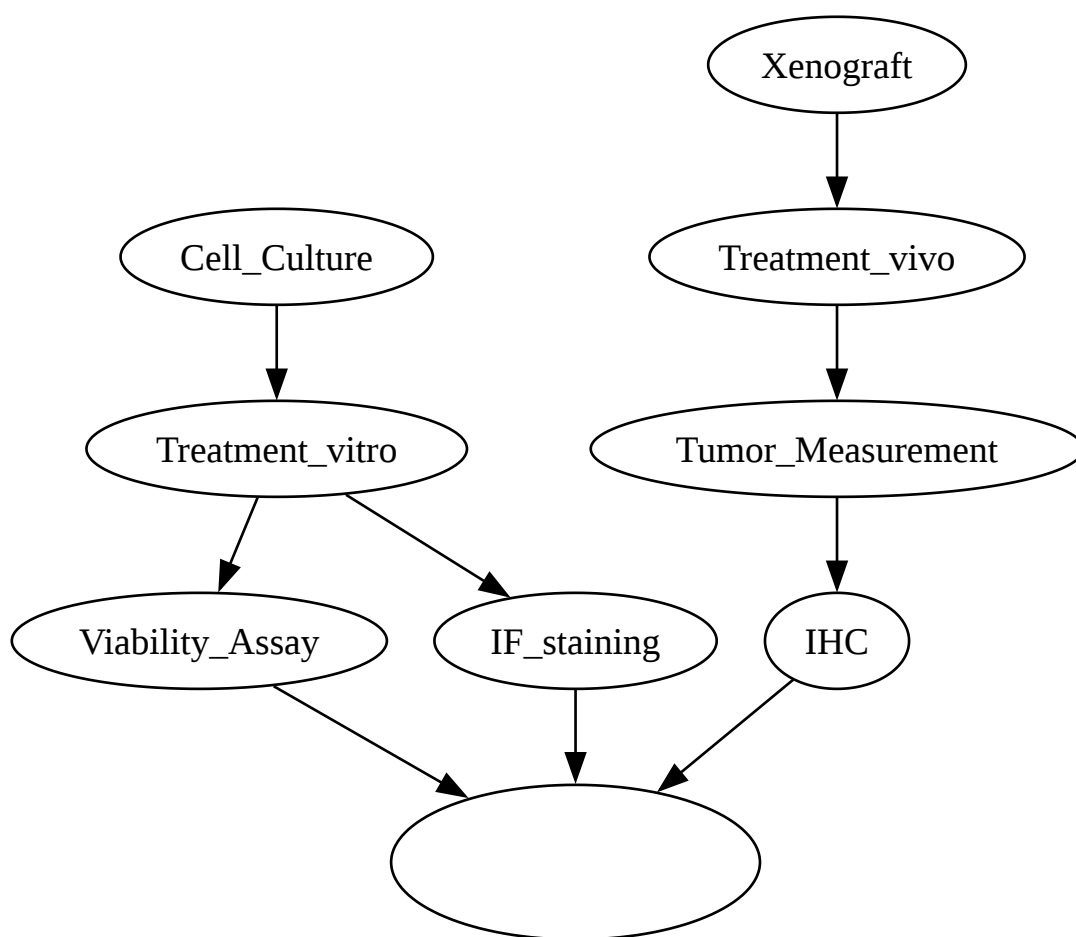 Xenograft
Cell_Culture
Treatment_vivo
Treatment_vitro
Tumor_Measurement
Viability_Assay
IF_staining
IHC